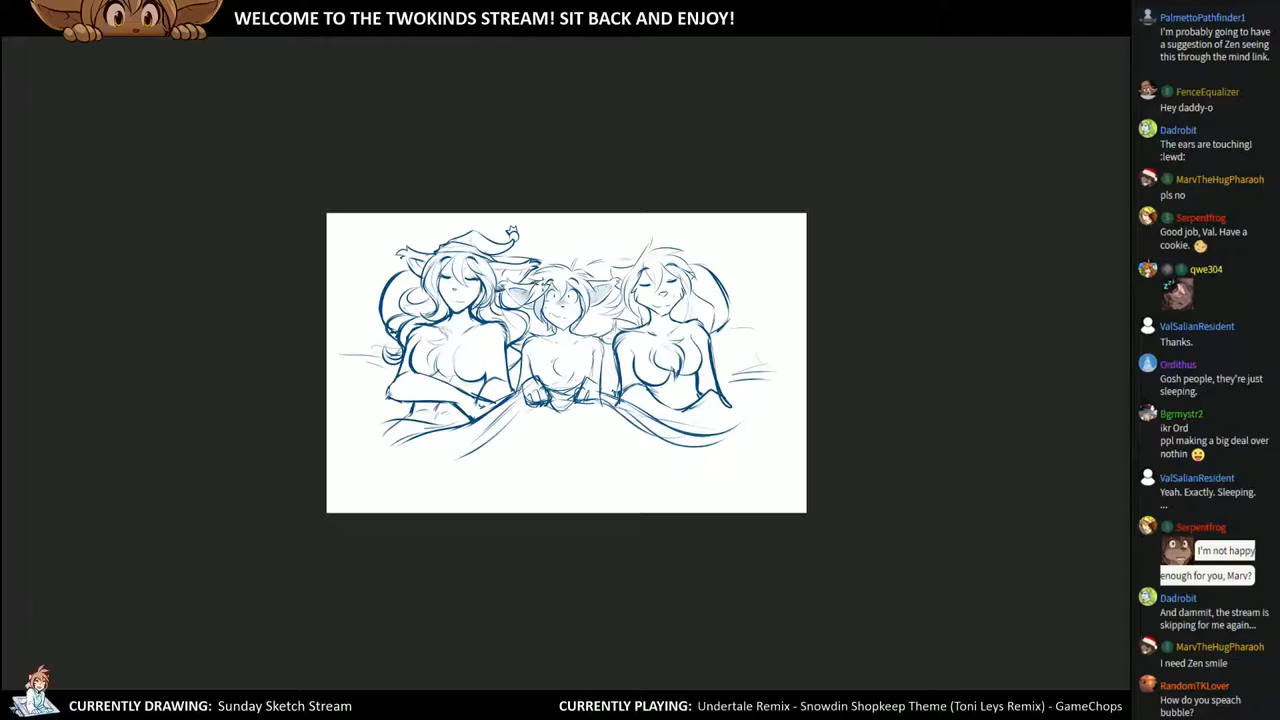 WELCOME TO THE TWOKINDS STREAM! SIT BACK AND ENJOY!
PalmettoPathfinder1
I'm probably going to have
a suggestion of Zen seeing
this through the mind link.
FenceEqualizer
Hey daddy-o
Dadrobit
The ears are touching!
:lewd:
MarvTheHugPharaoh
pls no
Serpentfrog
Good job, Val. Have a
cookie.
qwe304
ValSalianResident
Thanks.
Ordithus
Gosh people, they're just
sleeping.
Bgrmystr2
ikr Ord
ppl making a big deal over
nothin
ValSalianResident
Yeah. Exactly. Sleeping.
...
Serpentfrog
I'm not happy
enough for you, Marv?
Dadrobit
And dammit, the stream is
skipping for me again...
MarvTheHugPharaoh
I need Zen smile
RandomTKLover
How do you speach
bubble?
CURRENTLY DRAWING: Sunday Sketch Stream
CURRENTLY PLAYING: Undertale Remix - Snowdin Shopkeep Theme (Toni Leys Remix) - GameChops